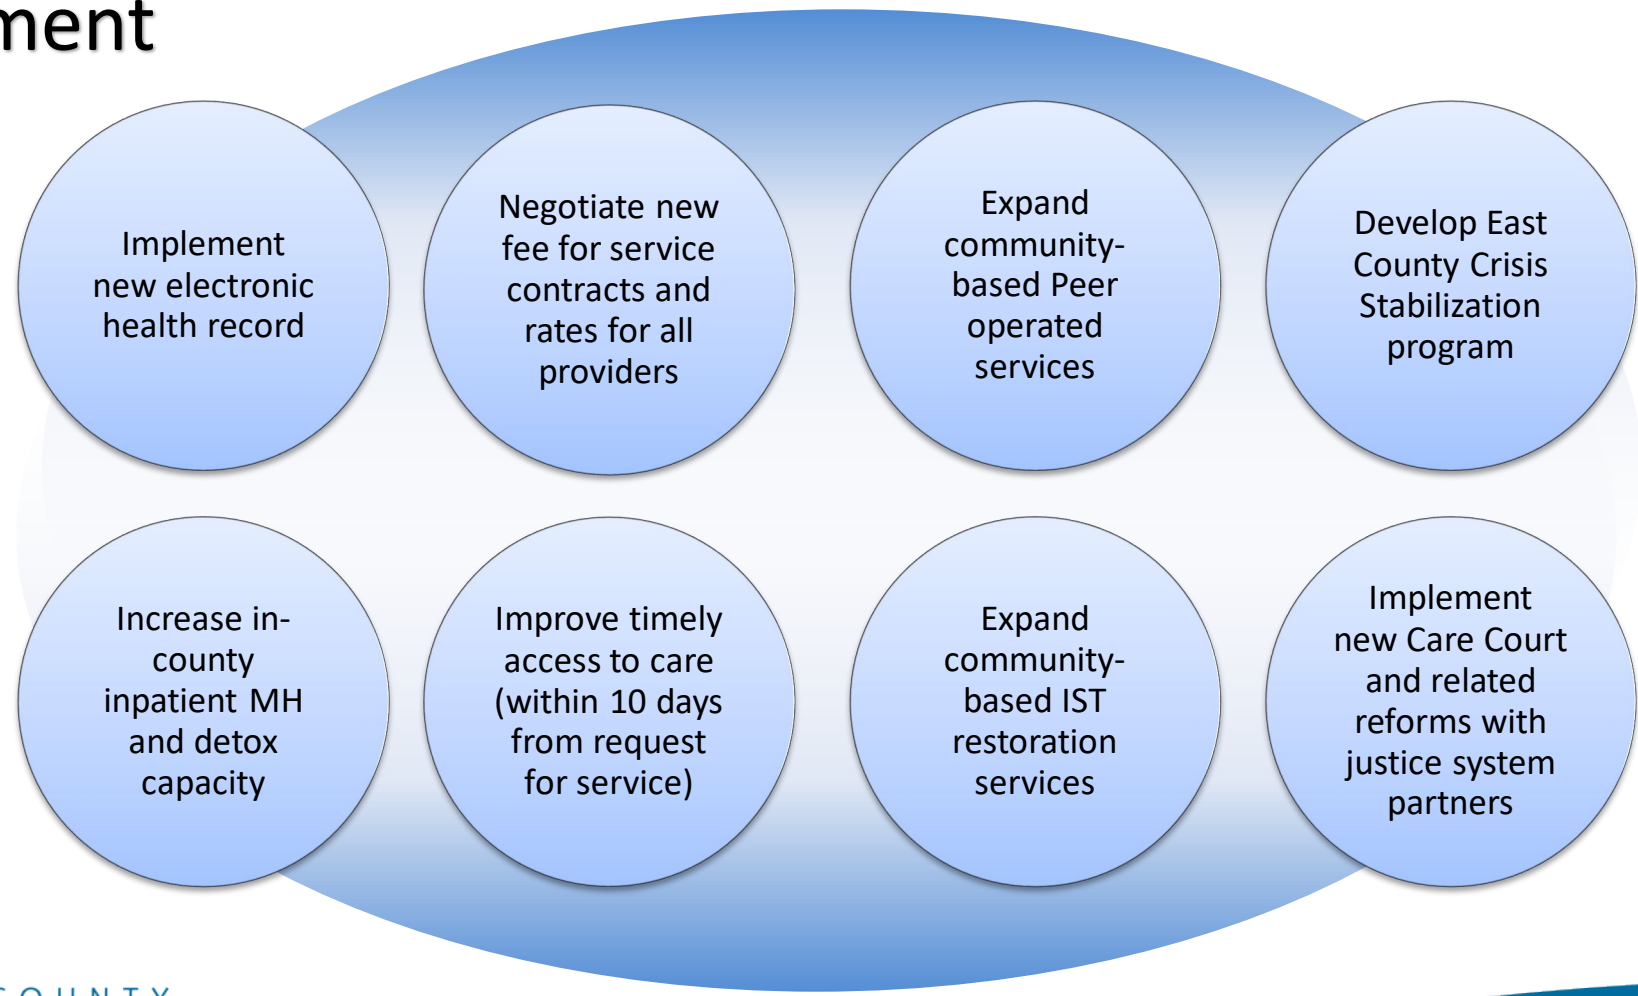 ment
Implement
new electronic
health record
Negotiate new
fee for service
contracts and
rates for all
providers
Expand
community-
based Peer
operated
services
Develop East
County Crisis
Stabilization
program
Increase in-
county
inpatient MH
and detox
capacity
Improve timely
access to care
(within 10 days
from request
for service)
Expand
community-
based IST
restoration
services
Implement
new Care Court
and related
reforms with
justice system
partners
COUNTY